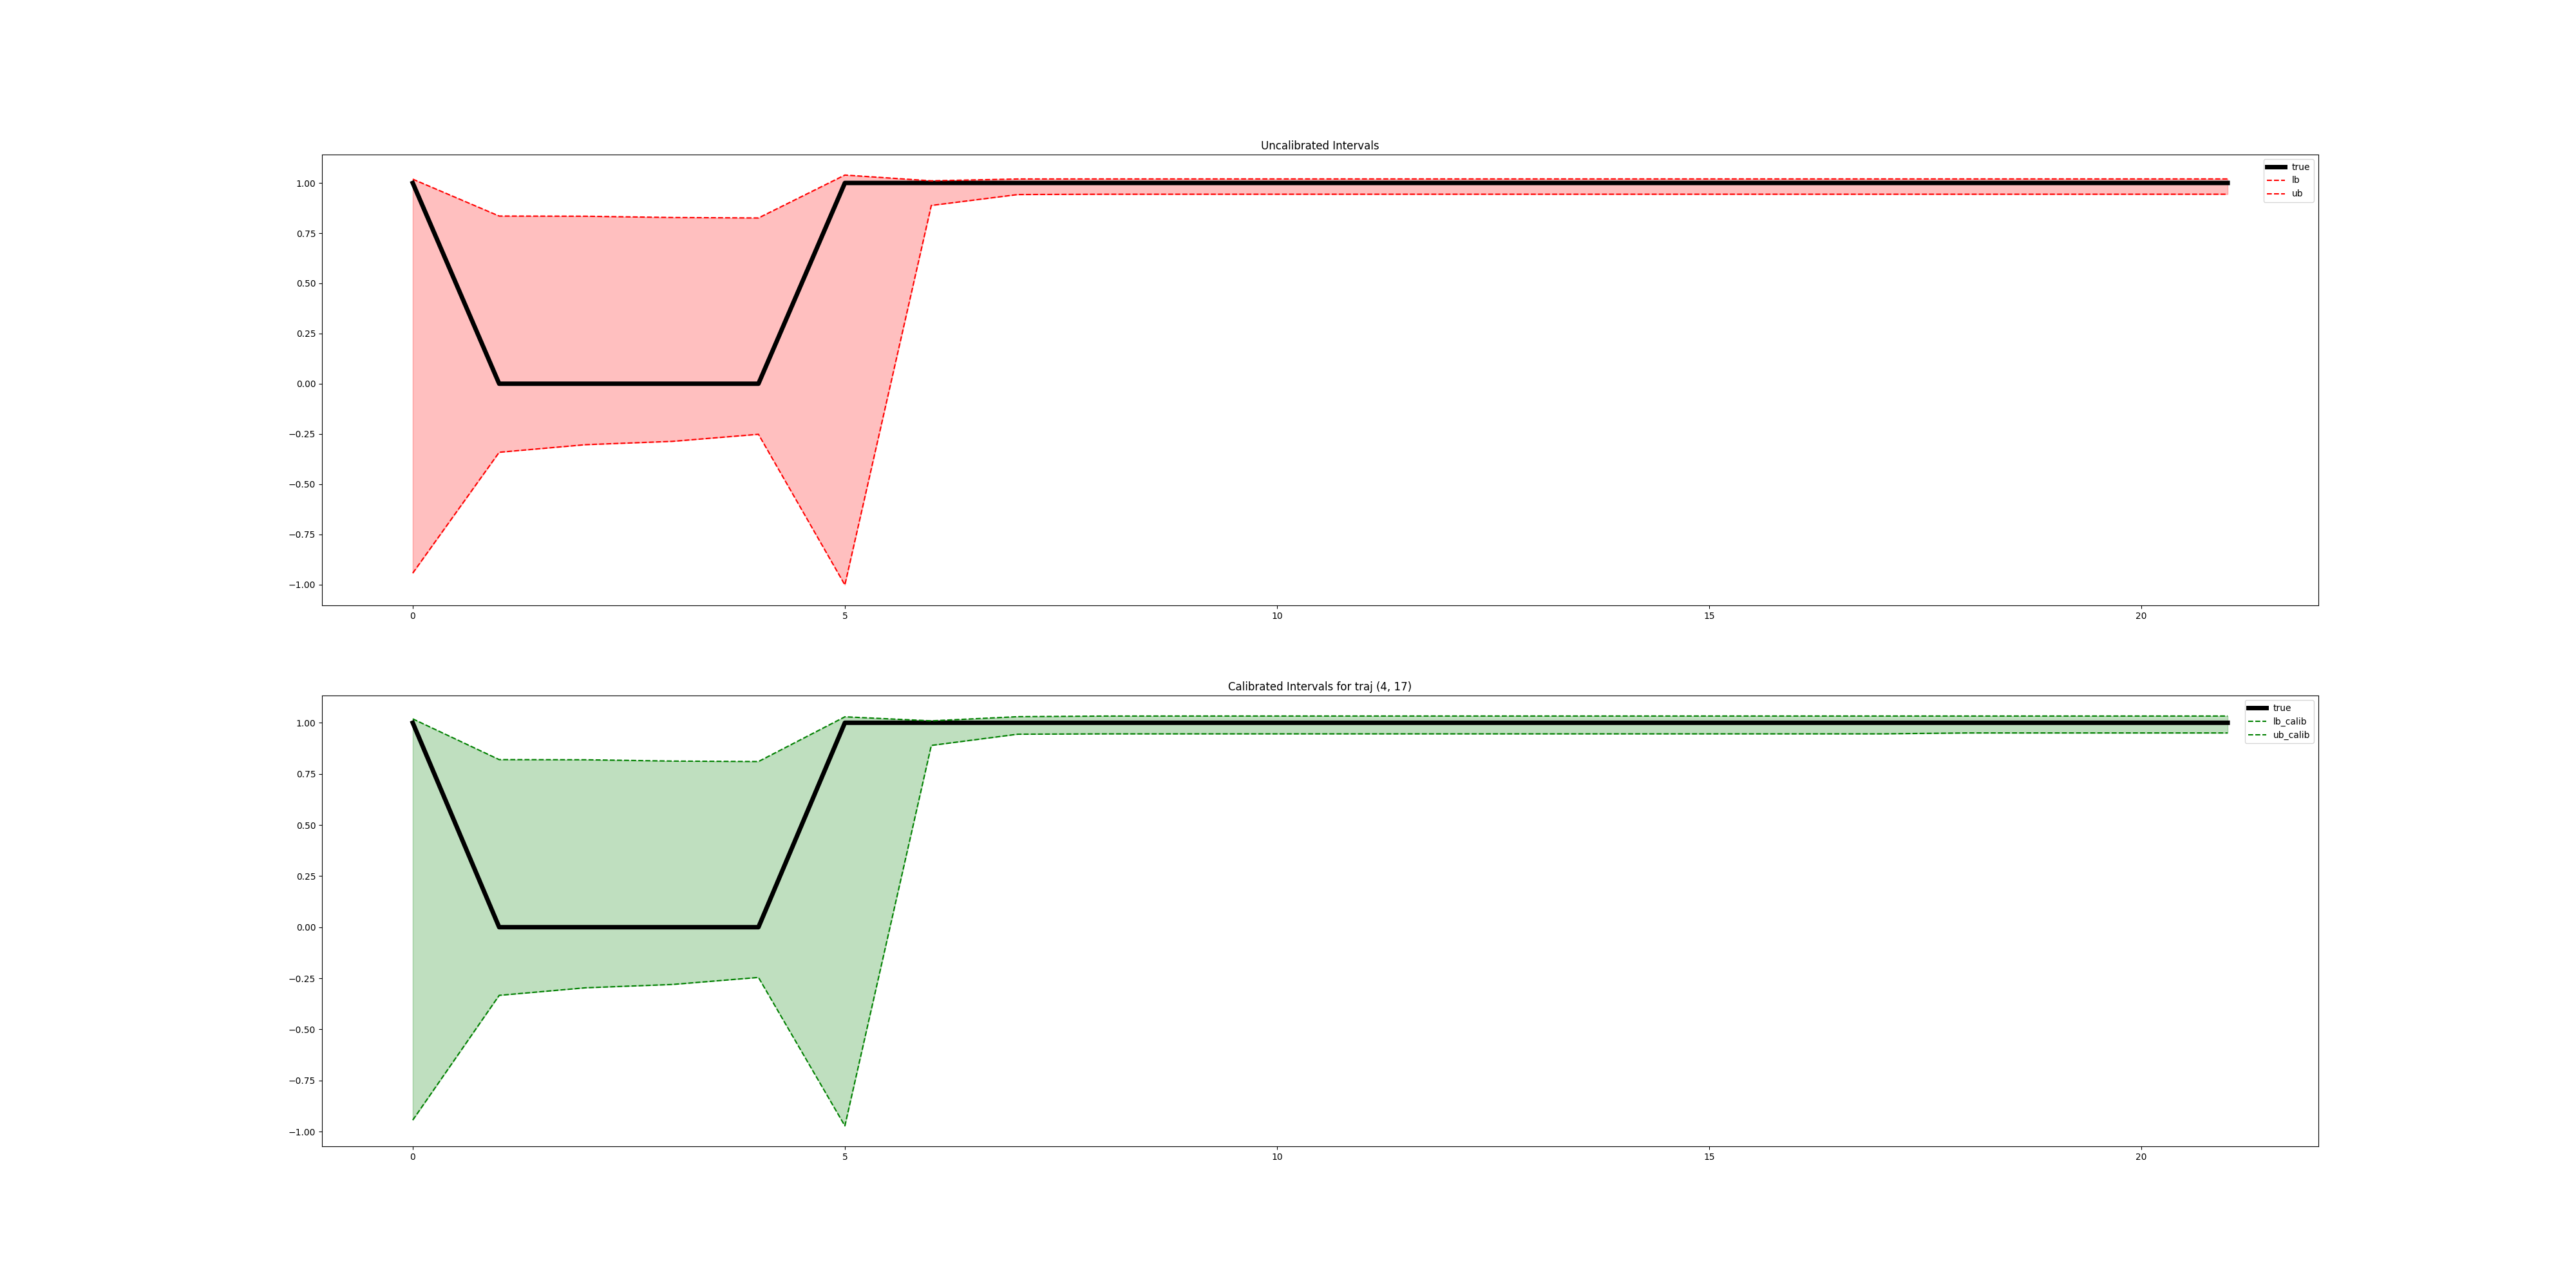 Uncalibrated Intervals
true
lb
ub
1.00
0.75
0.50
0.25
0.00
−0.25
−0.50
−0.75
−1.00
0 5 10 15 20
Calibrated Intervals for traj (4, 17)
true
lb_calib
ub_calib
1.00
0.75
0.50
0.25
0.00
−0.25
−0.50
−0.75
−1.00
0 5 10 15 20